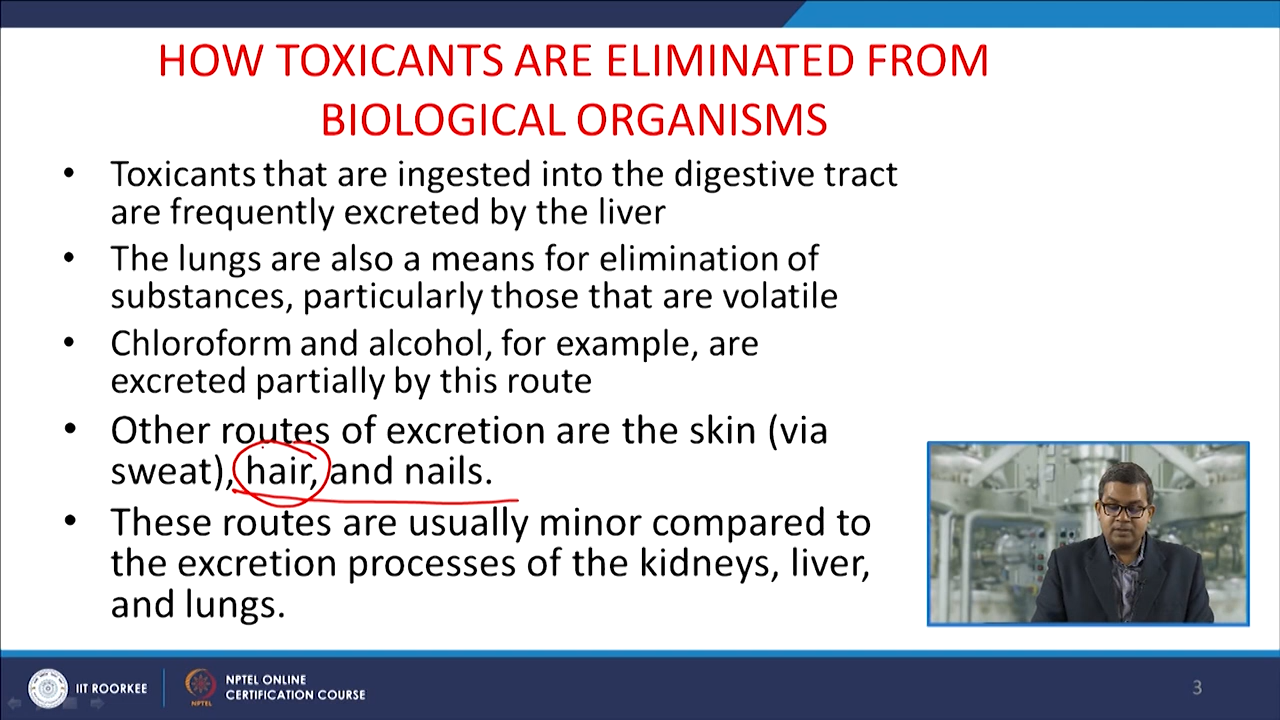 HOW TOXICANTS ARE ELIMINATED FROM
BIOLOGICAL ORGANISMS
• Toxicants that are ingested into the digestive tract
are frequently excreted by the liver
• The lungs are also a means for elimination of
substances, particularly those that are volatile
• Chloroform and alcohol, for example, are
excreted partially by this route
• Other routes of excretion are the skin (via
sweat), hair, and nails.
• These routes are usually minor compared to
the excretion processes of the kidneys, liver,
and lungs.
IIT ROORKEE
NPTEL
NPTEL ONLINE
CERTIFICATION COURSE
3